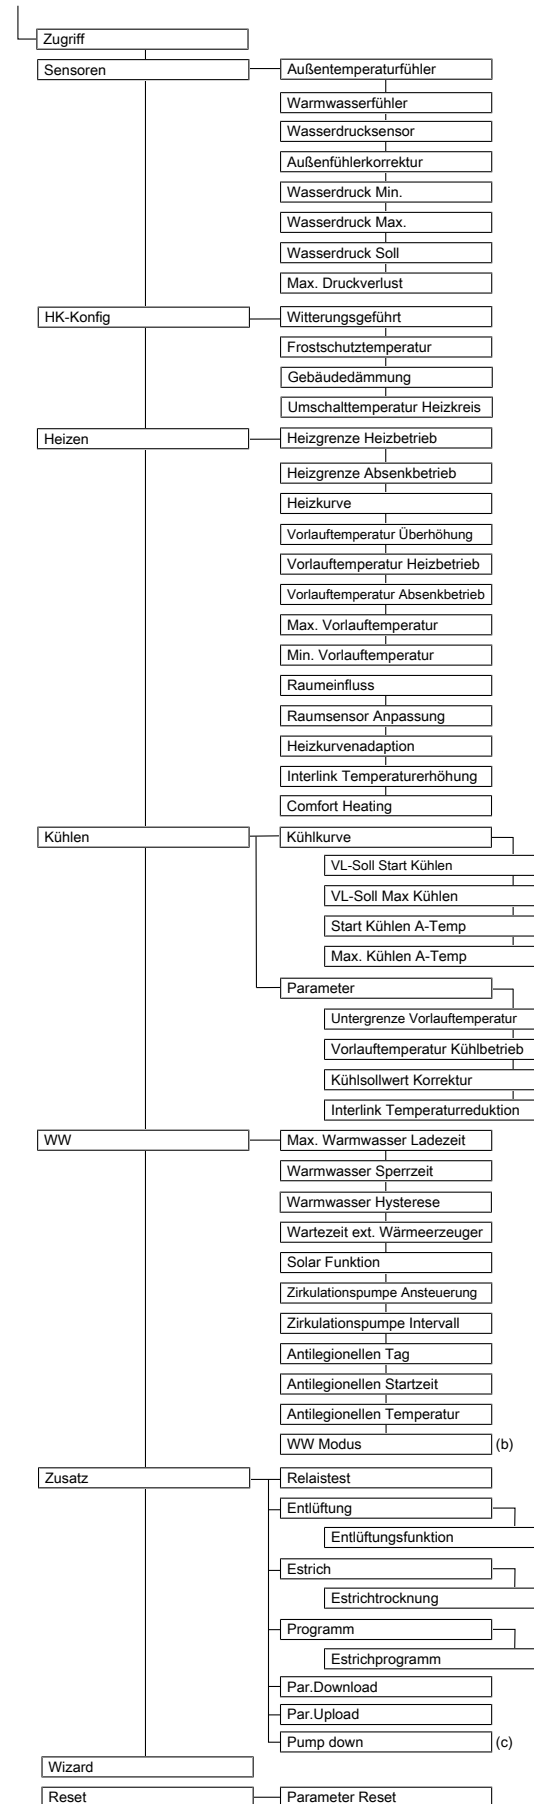 Zugriff
Sensoren
Außentemperaturfühler
Warmwasserfühler
Wasserdrucksensor
Außenfühlerkorrektur
Wasserdruck Min.
Wasserdruck Max.
Wasserdruck Soll
Max. Druckverlust
HK-Konfig
Witterungsgeführt
Frostschutztemperatur
Gebäudedämmung
Umschalttemperatur Heizkreis
Heizen
Heizgrenze Heizbetrieb
Heizgrenze Absenkbetrieb
Heizkurve
Vorlauftemperatur Überhöhung
Vorlauftemperatur Heizbetrieb
Vorlauftemperatur Absenkbetrieb
Max. Vorlauftemperatur
Min. Vorlauftemperatur
Raumeinfluss
Raumsensor Anpassung
Heizkurvenadaption
Interlink Temperaturerhöhung
Comfort Heating
Kühlen
Kühlkurve
VL-Soll Start Kühlen
VL-Soll Max Kühlen
Start Kühlen A-Temp
Max. Kühlen A-Temp
Parameter
Untergrenze Vorlauftemperatur
Vorlauftemperatur Kühlbetrieb
Kühlsollwert Korrektur
Interlink Temperaturreduktion
WW
Max. Warmwasser Ladezeit
Warmwasser Sperrzeit
Warmwasser Hysterese
Wartezeit ext. Wärmeerzeuger
Solar Funktion
Zirkulationspumpe Ansteuerung
Zirkulationspumpe Intervall
Antilegionellen Tag
Antilegionellen Startzeit
Antilegionellen Temperatur
WW Modus (b)
Zusatz
Relaistest
Entlüftung
Entlüftungsfunktion
Estrich
Estrichtrocknung
Programm
Estrichprogramm
Par.Download
Par.Upload
Pump down (c)
Wizard
Reset
Parameter Reset